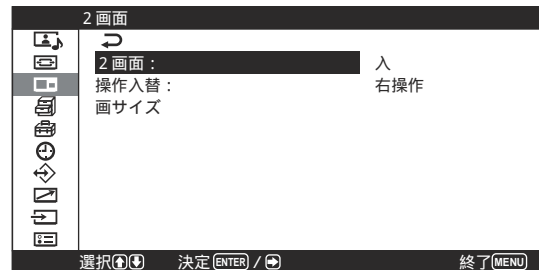 2 画面
2 画面： 入
操作入替： 右操作
画サイズ
選択 決定 ENTER / 終了 MENU